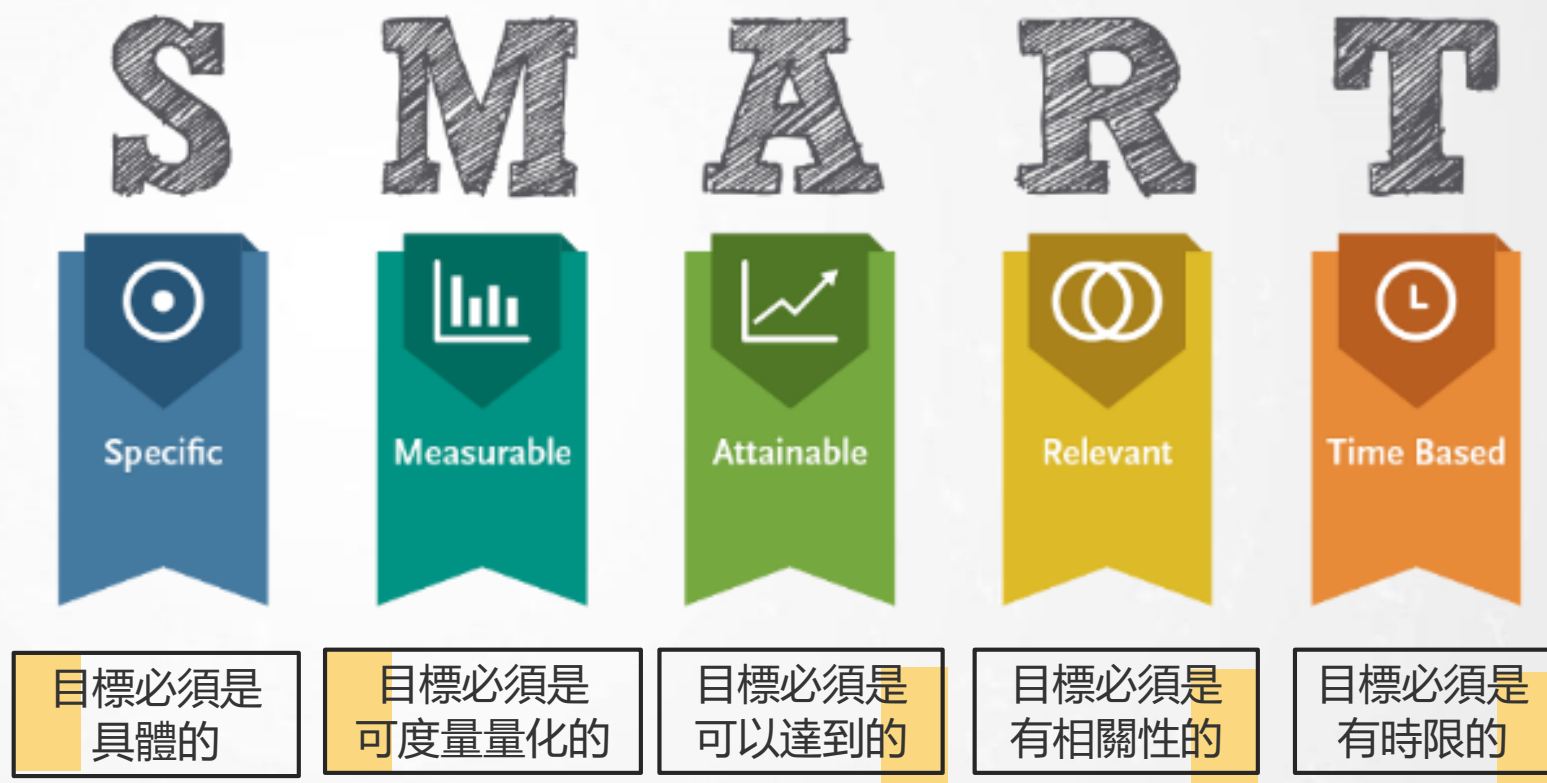 S M A R T
Specific
Measurable
Attainable
Relevant
Time Based
目標必須是
具體的
目標必須是
可度量量化的
目標必須是
可以達到的
目標必須是
有相關性的
目標必須是
有時限的